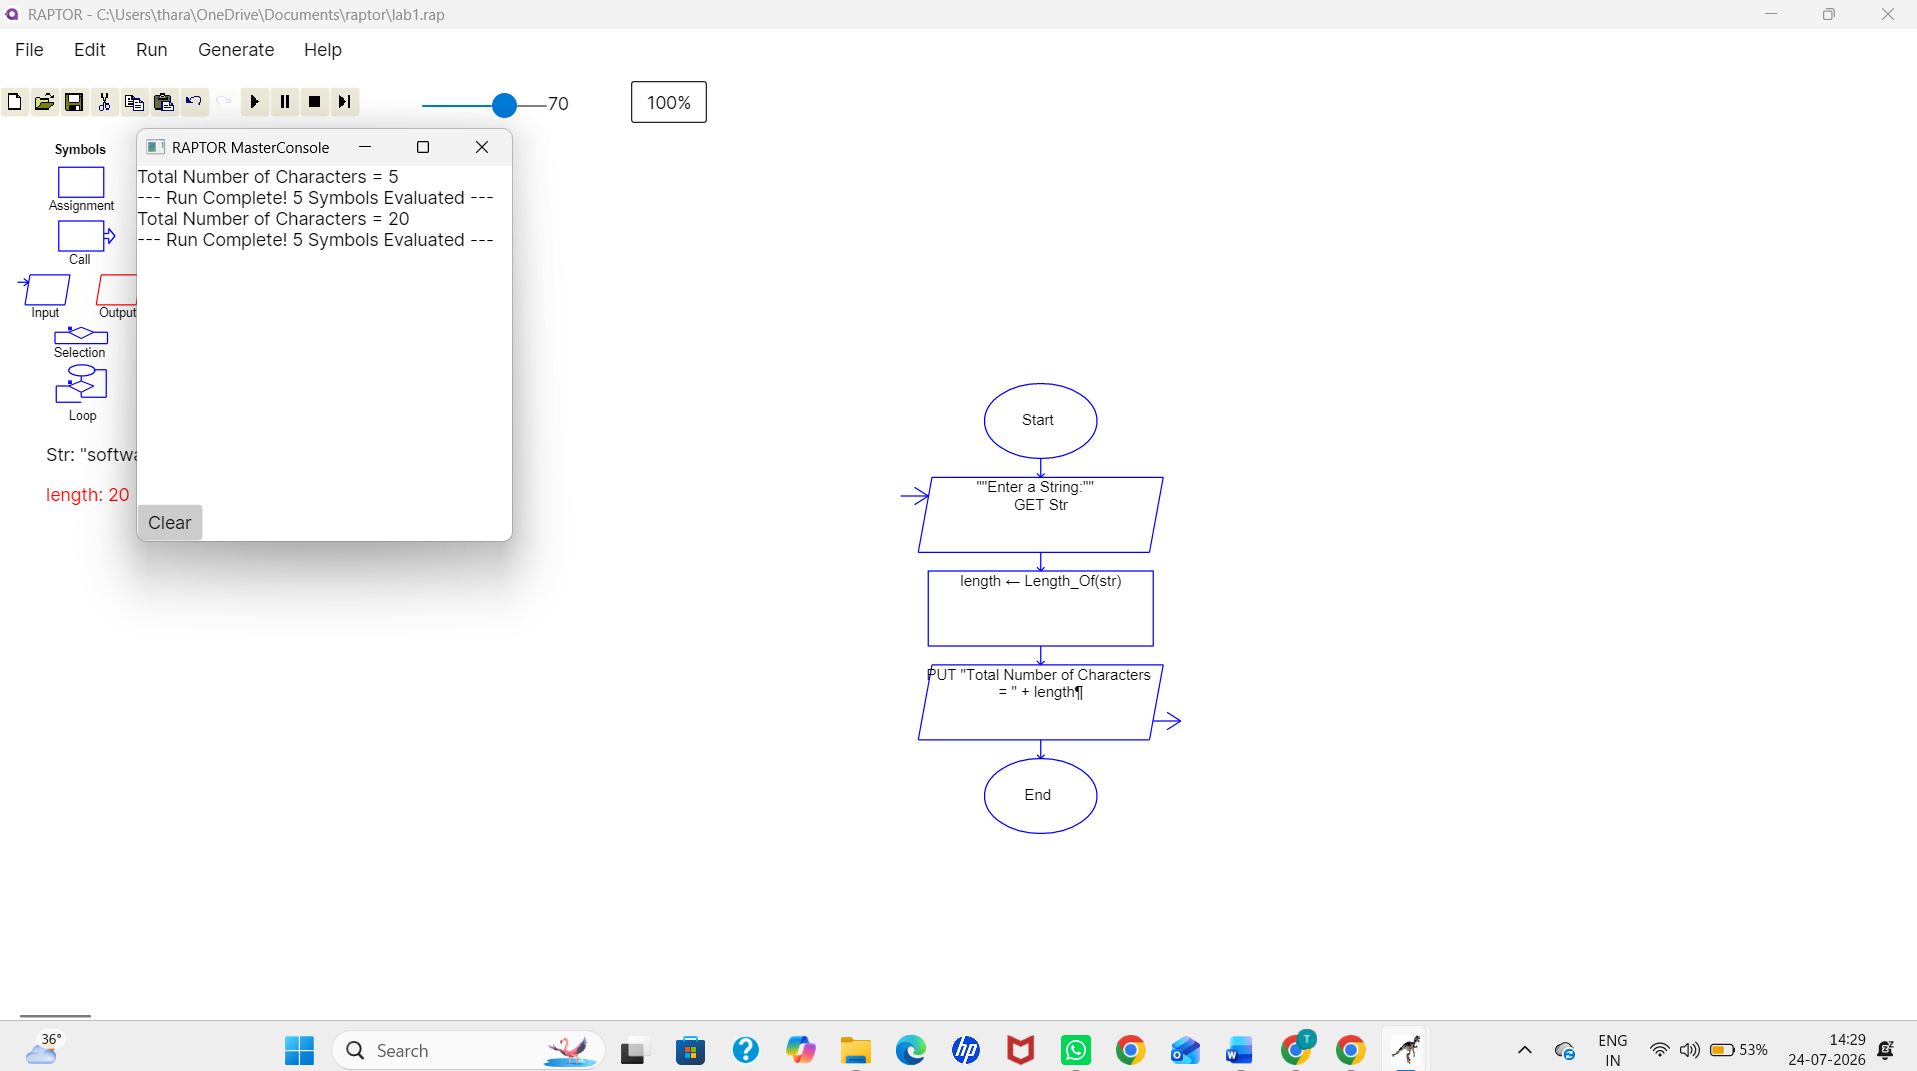 RAPTOR - C:\Users\thara\OneDrive\Documents\raptor\lab1.rap
File Edit Run Generate Help
70
100%
Symbols
Assignment
Call
Input Output
Selection
Loop
Str: "softwa
length: 20
RAPTOR MasterConsole
Total Number of Characters = 5
--- Run Complete! 5 Symbols Evaluated ---
Total Number of Characters = 20
--- Run Complete! 5 Symbols Evaluated ---
Clear
Start
""Enter a String:""
GET Str
length ← Length_Of(str)
PUT "Total Number of Characters
= " + length¶
End
36°
Search
hp
T
ENG
IN
53%
14:29
24-07-2026